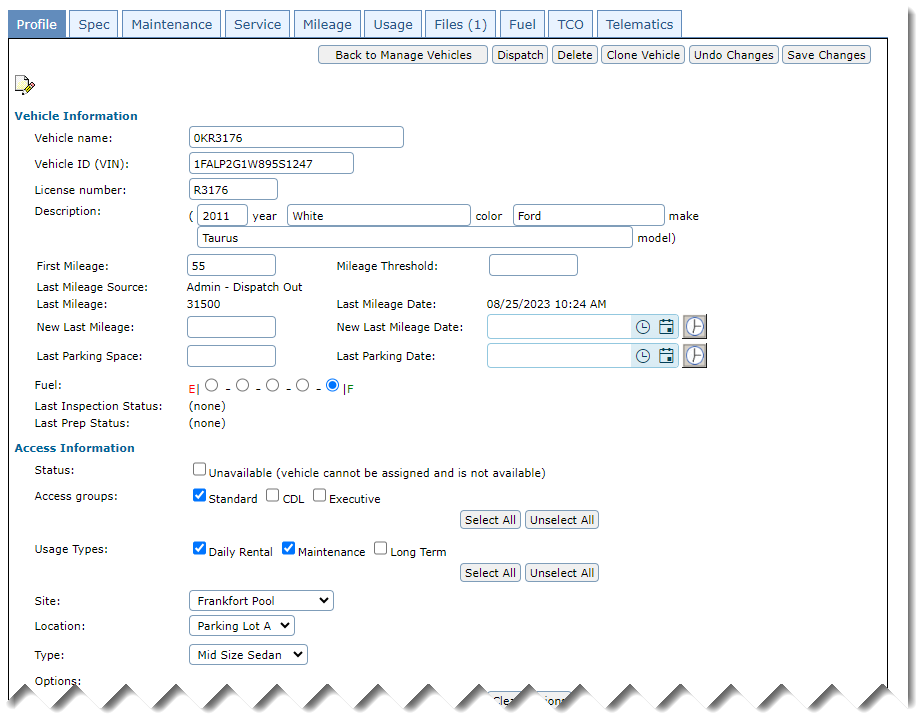 Profile Spec Maintenance Service Mileage Usage Files (1) Fuel TCO Telematics
Back to Manage Vehicles Dispatch Delete Clone Vehicle Undo Changes Save Changes
Vehicle Information
Vehicle name: 0KR3176
Vehicle ID (VIN): 1FALP2G1W895S1247
License number: R3176
Description: ( 2011 year White color Ford make
Taurus model)
First Mileage: 55 Mileage Threshold:
Last Mileage Source: Admin - Dispatch Out
Last Mileage: 31500 Last Mileage Date: 08/25/2023 10:24 AM
New Last Mileage: New Last Mileage Date:
Last Parking Space: Last Parking Date:
Fuel: E| - - - - |F
Last Inspection Status: (none)
Last Prep Status: (none)
Access Information
Status: Unavailable (vehicle cannot be assigned and is not available)
Access groups: Standard CDL Executive
Select All Unselect All
Usage Types: Daily Rental Maintenance Long Term
Select All Unselect All
Site: Frankfort Pool
Location: Parking Lot A
Type: Mid Size Sedan
Options: